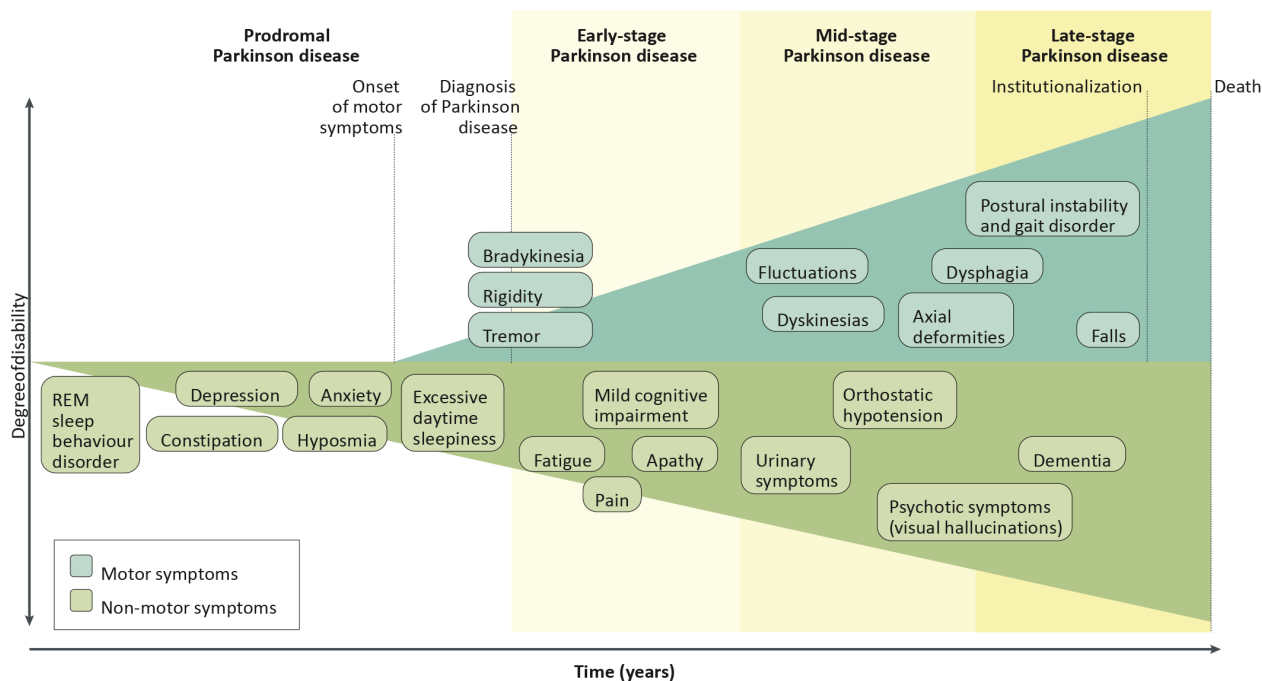 Prodromal
Parkinson disease
Early-stage
Parkinson disease
Mid-stage
Parkinson disease
Late-stage
Parkinson disease
Onset
of motor
symptoms
Diagnosis
of Parkinson
disease
Institutionalization
Death
Degreeofdisability
Postural instability
and gait disorder
Bradykinesia
Rigidity
Tremor
Fluctuations
Dyskinesias
Dysphagia
Axial
deformities
Falls
REM
sleep
behaviour
disorder
Depression
Constipation
Anxiety
Hyposmia
Excessive
daytime
sleepiness
Mild cognitive
impairment
Fatigue
Apathy
Pain
Orthostatic
hypotension
Urinary
symptoms
Dementia
Psychotic symptoms
(visual hallucinations)
Motor symptoms
Non-motor symptoms
Time (years)